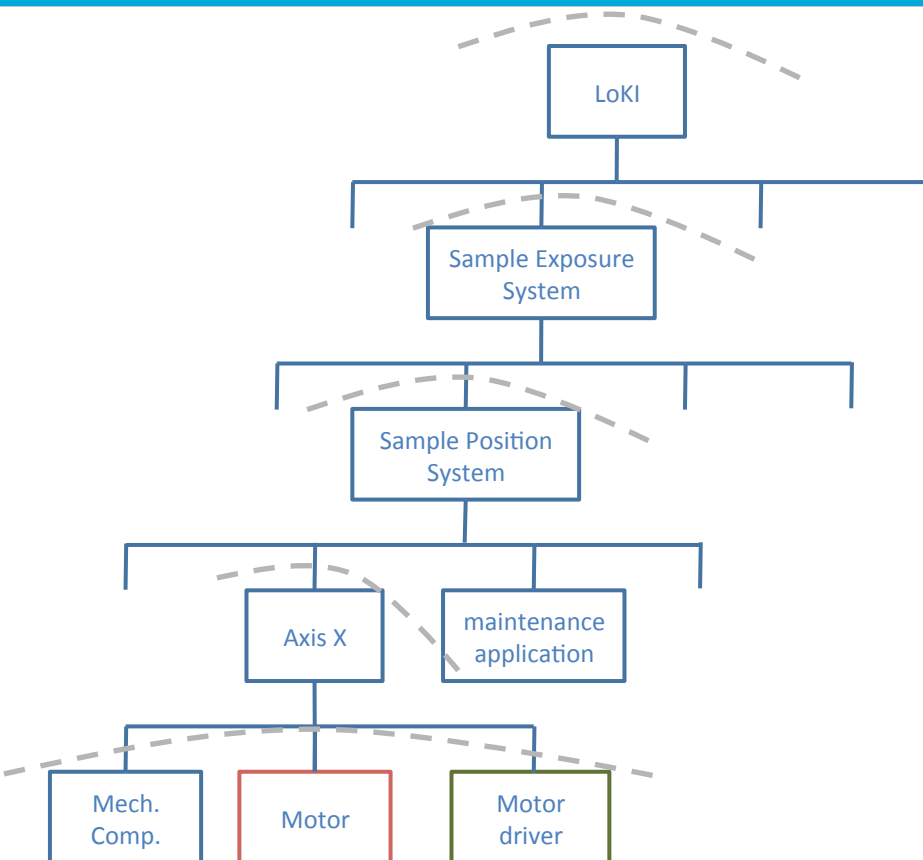 LoKI
Sample Exposure
System
Sample Position
System
Axis X
maintenance
application
Mech.
Comp.
Motor
Motor
driver